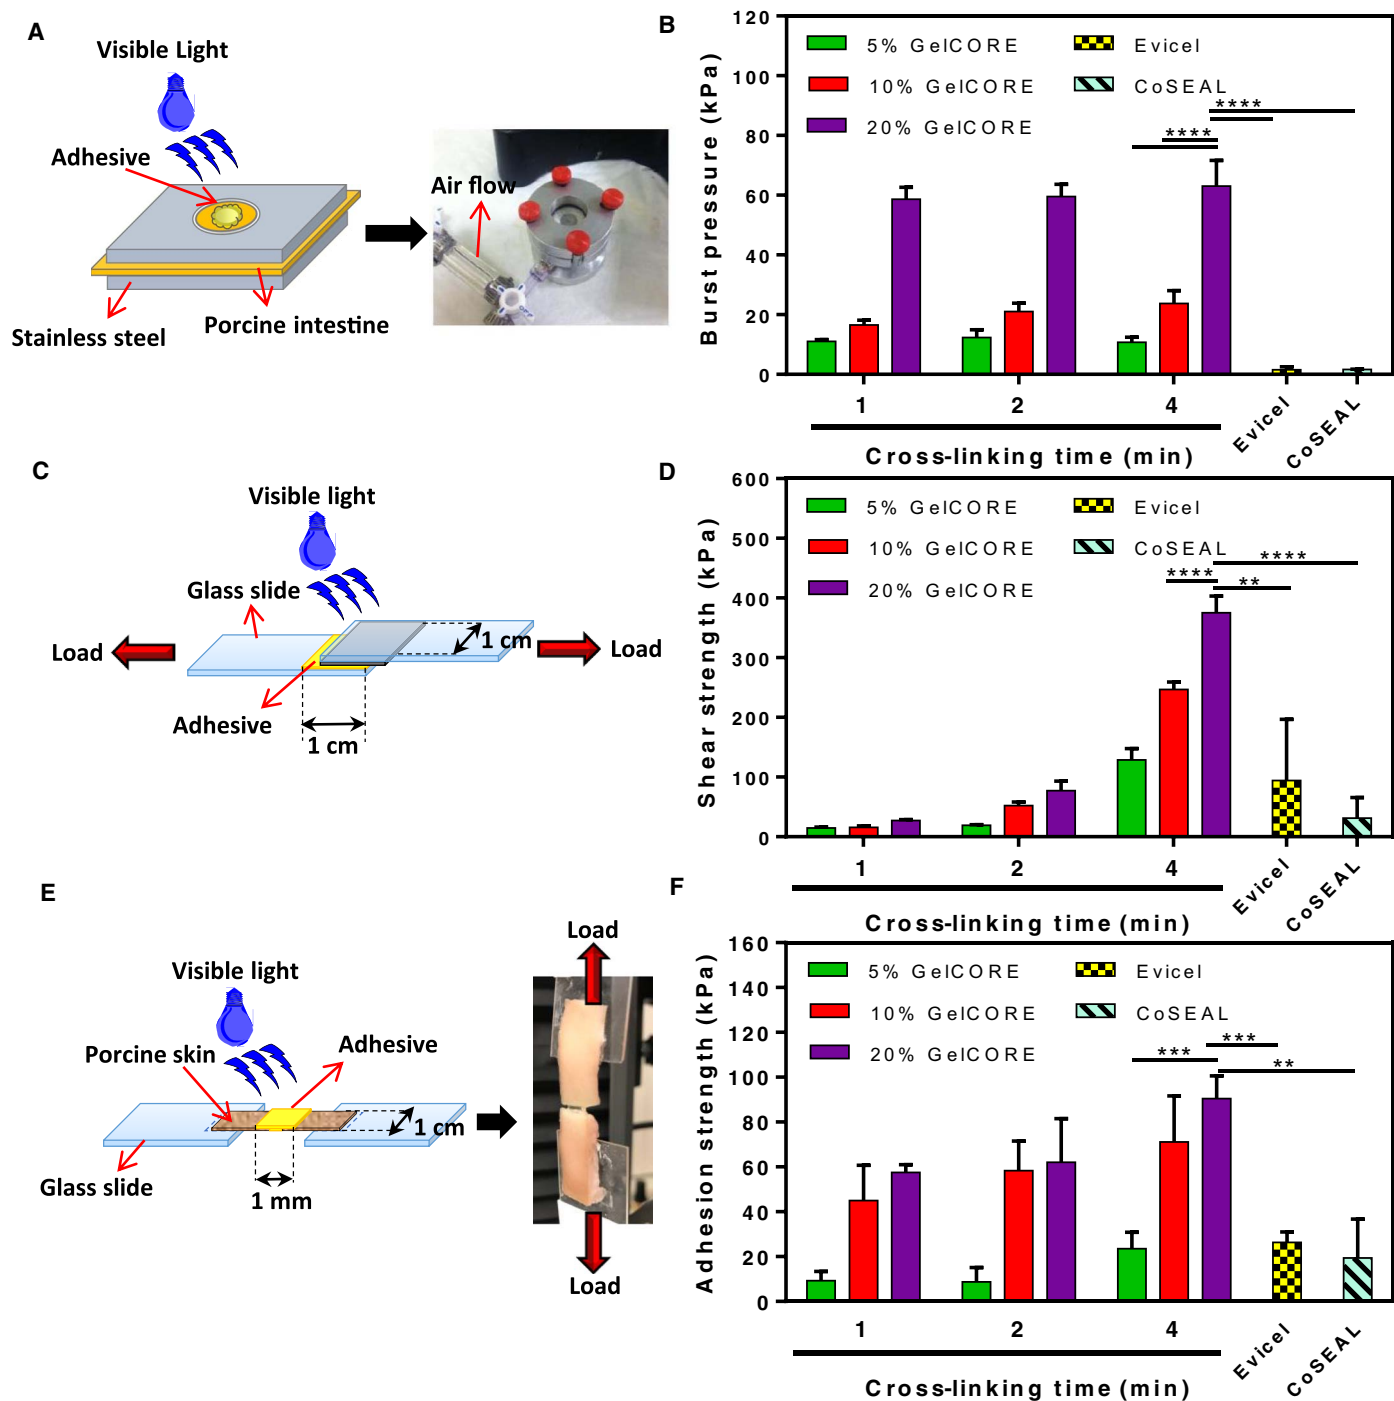 A
Visible Light
Adhesive
Air flow
Stainless steel
Porcine intestine
B
Burst pressure (kPa)
120
100
80
60
40
20
0
5% GelCORE
10% GelCORE
20% GelCORE
Evicel
CoSEAL
****
****
1
2
4
Evicel
CoSEAL
Cross-linking time (min)
C
Visible light
Glass slide
Load
1 cm
Load
Adhesive
1 cm
D
Shear strength (kPa)
600
500
400
300
200
100
0
5% GelCORE
10% GelCORE
20% GelCORE
Evicel
CoSEAL
****
****
**
1
2
4
Evicel
CoSEAL
Cross-linking time (min)
E
Visible light
Porcine skin
Adhesive
1 cm
Glass slide
1 mm
Load
Load
F
Adhesion strength (kPa)
160
140
120
100
80
60
40
20
0
5% GelCORE
10% GelCORE
20% GelCORE
Evicel
CoSEAL
***
***
**
1
2
4
Evicel
CoSEAL
Cross-linking time (min)